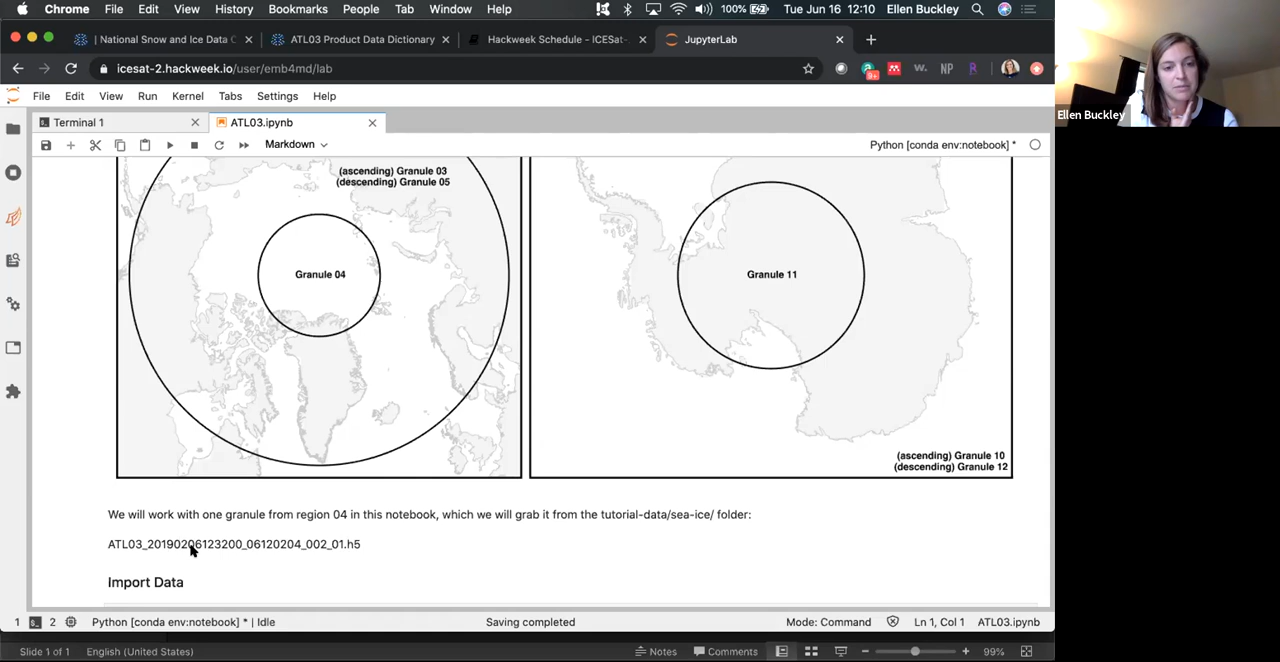 Chrome File Edit View History Bookmarks People Tab Window Help 100% Tue Jun 16 12:10 Ellen Buckley
| National Snow and Ice Data C
ATL03 Product Data Dictionary
Hackweek Schedule - ICESat-
JupyterLab
icesat-2.hackweek.io/user/emb4md/lab
9+ W. NP R
File Edit View Run Kernel Tabs Settings Help
Ellen Buckley
Terminal 1
ATL03.ipynb
Markdown
Python [conda env:notebook] *
(ascending) Granule 03
(descending) Granule 05
Granule 04
Granule 11
(ascending) Granule 10
(descending) Granule 12
We will work with one granule from region 04 in this notebook, which we will grab it from the tutorial-data/sea-ice/ folder:
ATL03_20190206123200_06120204_002_01.h5
Import Data
1 2 Python [conda env:notebook] * | Idle Saving completed Mode: Command Ln 1, Col 1 ATL03.ipynb
Slide 1 of 1 English (United States) Notes Comments 99%